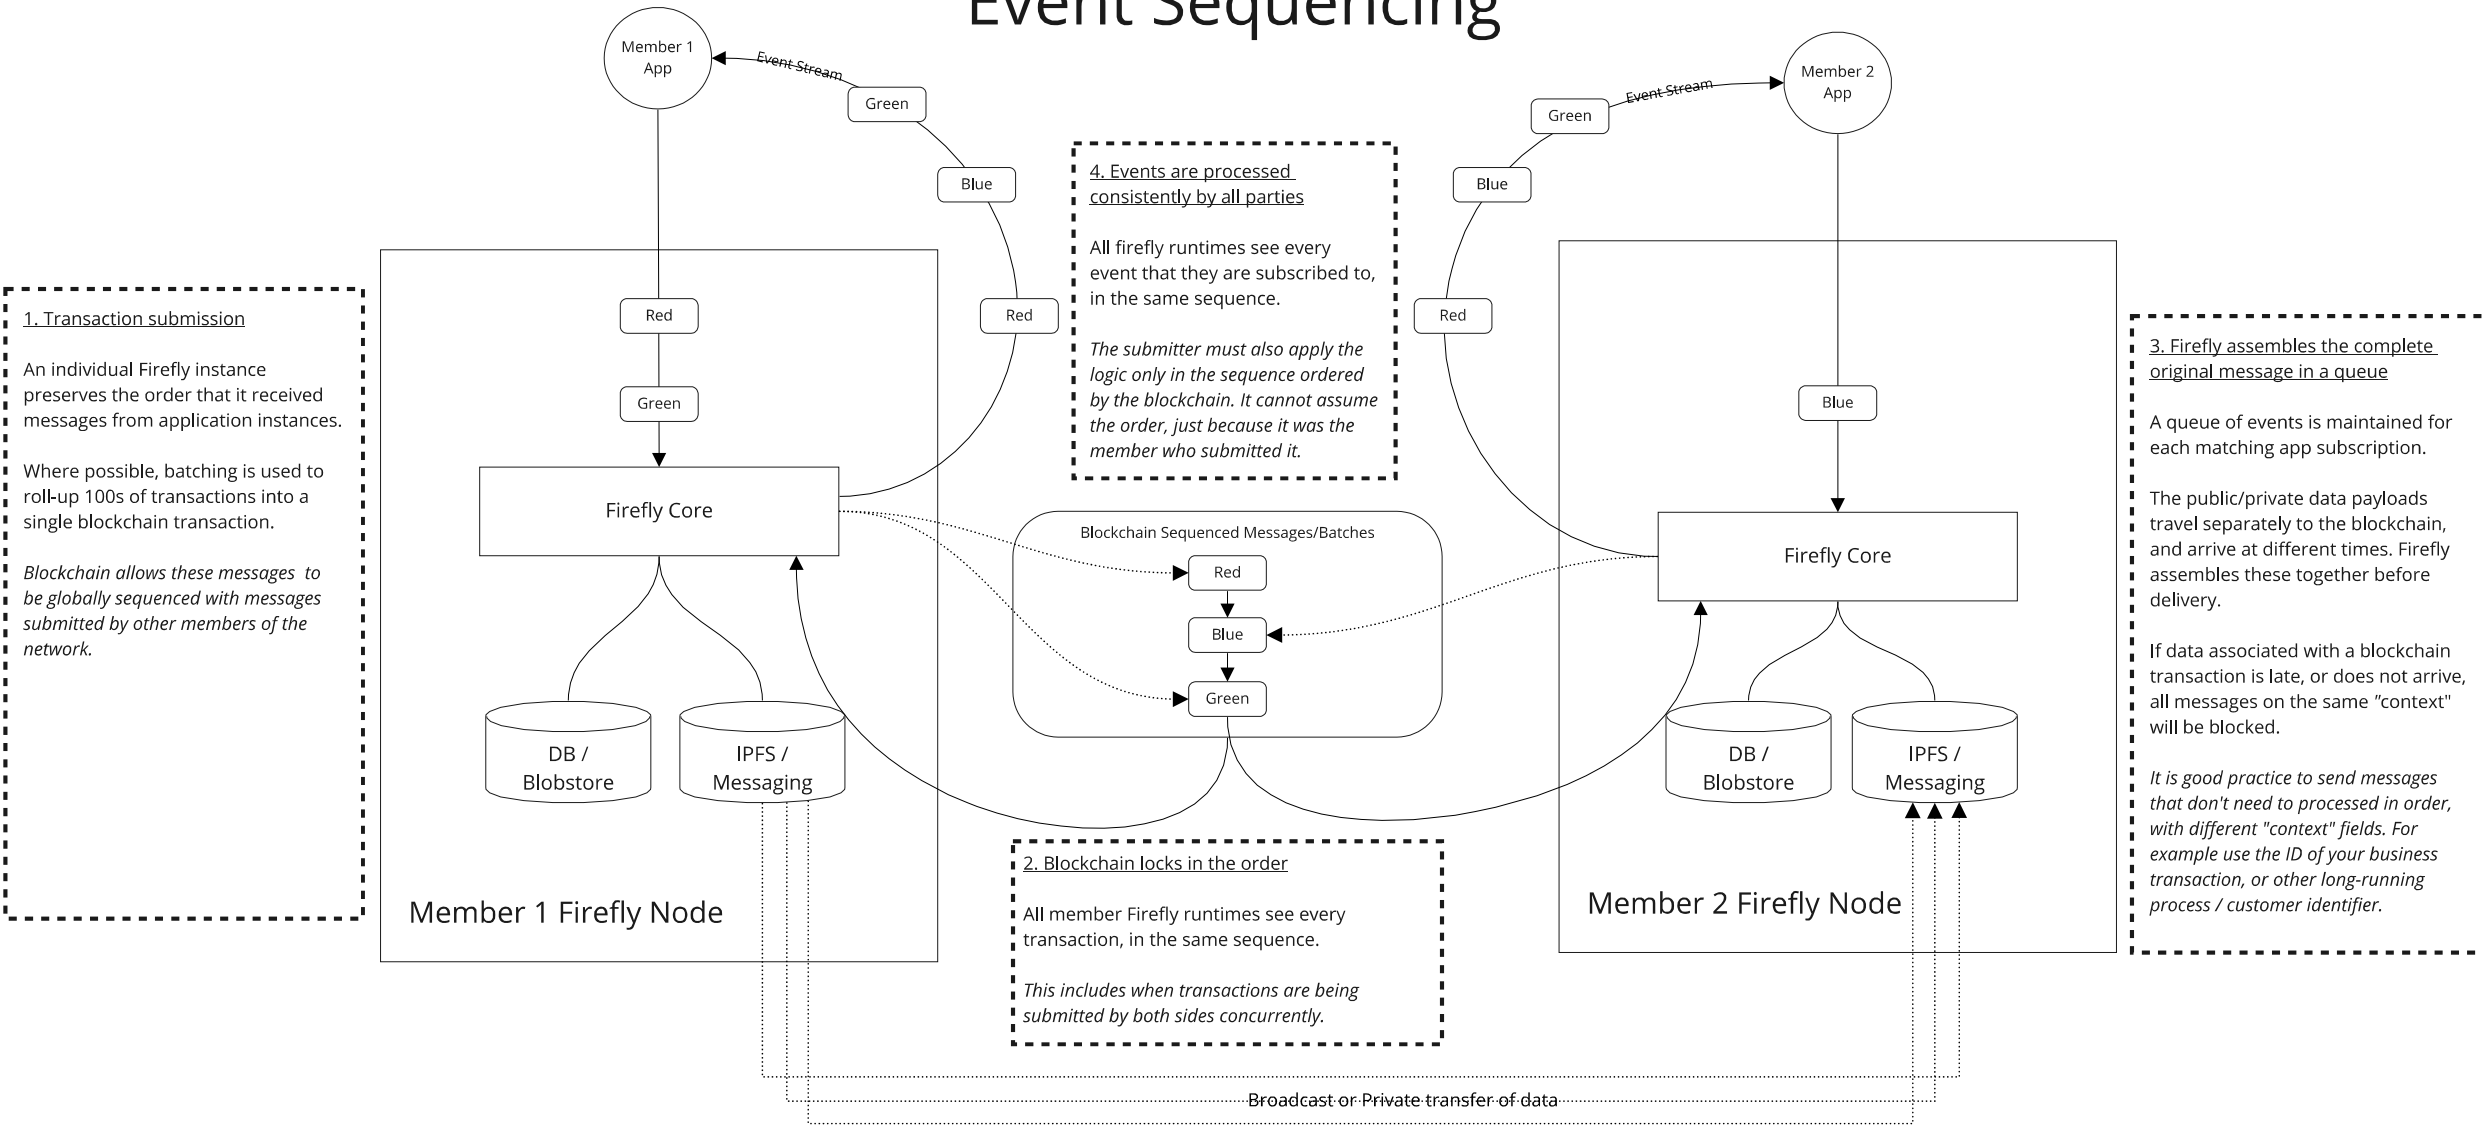 Event Sequencing
Member 1
App
Event Stream
Green
Blue
Red
Red
Green
Firefly Core
DB /
Blobstore
IPFS /
Messaging
Member 1 Firefly Node
1. Transaction submission
An individual Firefly instance
preserves the order that it received
messages from application instances.
Where possible, batching is used to
roll-up 100s of transactions into a
single blockchain transaction.
Blockchain allows these messages to
be globally sequenced with messages
submitted by other members of the
network.
4. Events are processed
consistently by all parties
All firefly runtimes see every
event that they are subscribed to,
in the same sequence.
The submitter must also apply the
logic only in the sequence ordered
by the blockchain. It cannot assume
the order, just because it was the
member who submitted it.
Blockchain Sequenced Messages/Batches
Red
Blue
Green
2. Blockchain locks in the order
All member Firefly runtimes see every
transaction, in the same sequence.
This includes when transactions are being
submitted by both sides concurrently.
Broadcast or Private transfer of data
Member 2
App
Event Stream
Green
Blue
Red
Blue
Firefly Core
DB /
Blobstore
IPFS /
Messaging
Member 2 Firefly Node
3. Firefly assembles the complete
original message in a queue
A queue of events is maintained for
each matching app subscription.
The public/private data payloads
travel separately to the blockchain,
and arrive at different times. Firefly
assembles these together before
delivery.
If data associated with a blockchain
transaction is late, or does not arrive,
all messages on the same "context"
will be blocked.
It is good practice to send messages
that don't need to processed in order,
with different "context" fields. For
example use the ID of your business
transaction, or other long-running
process / customer identifier.